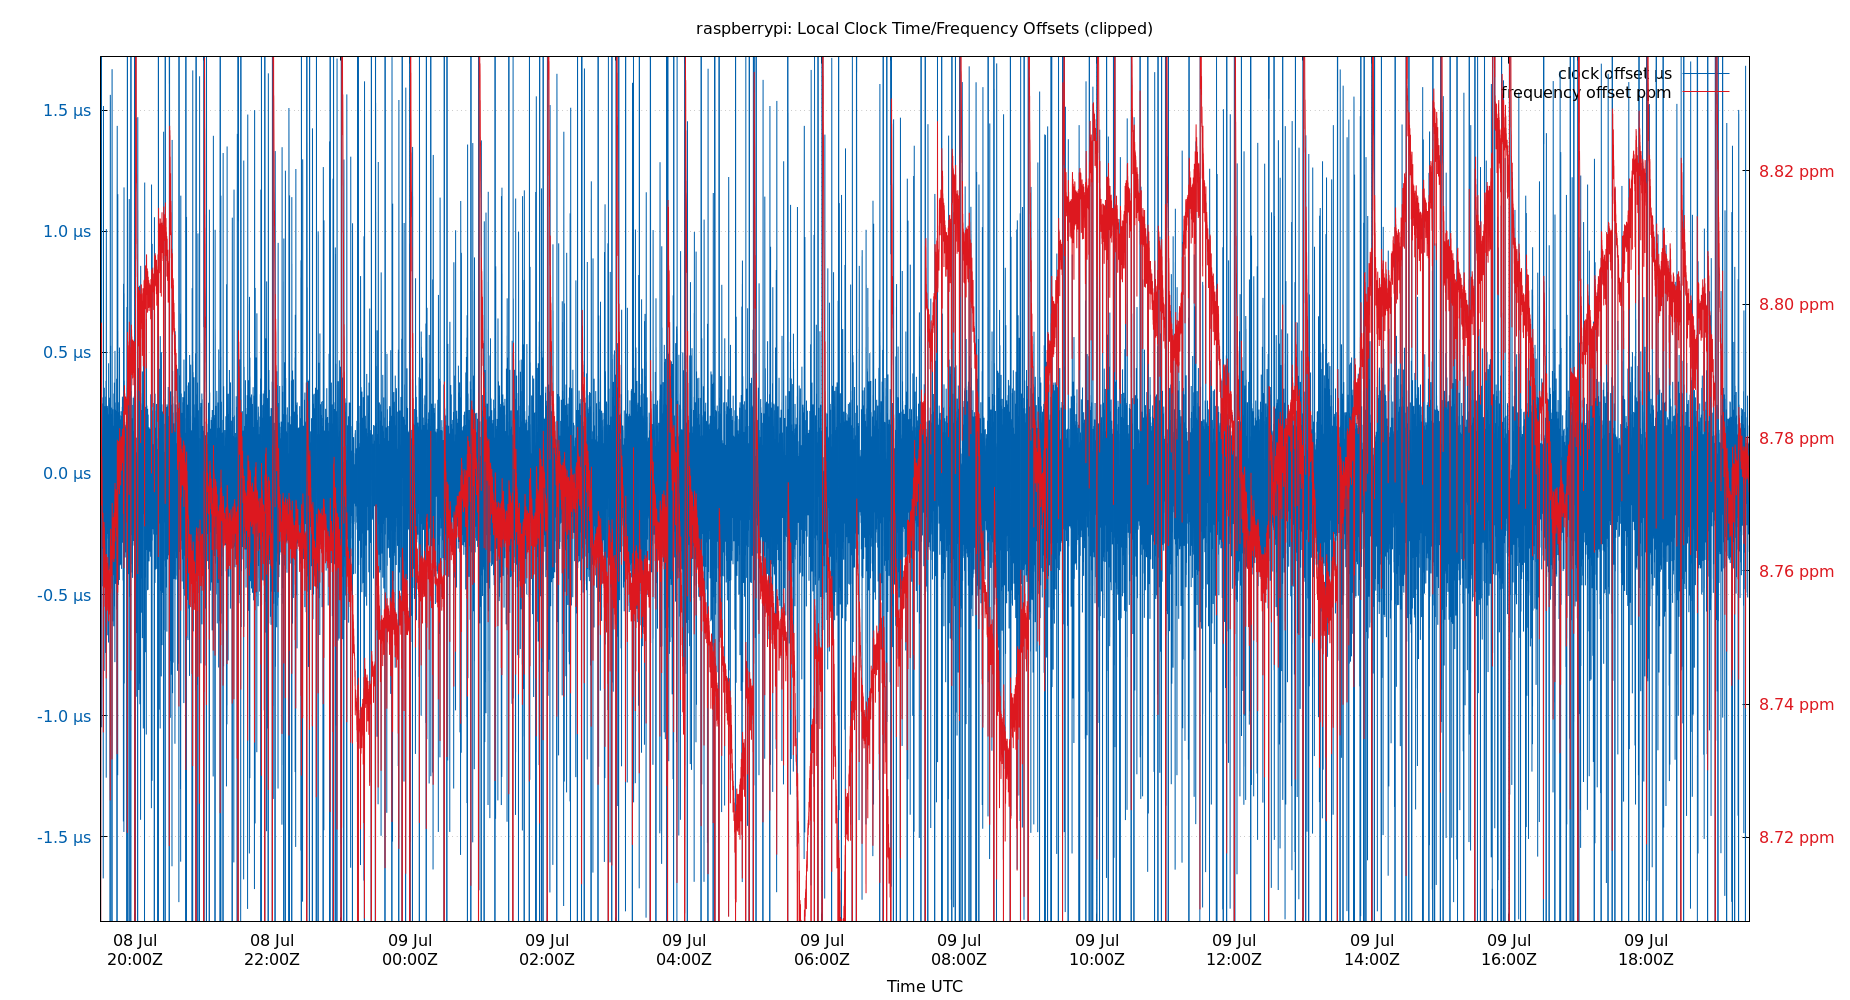 raspberrypi: Local Clock Time/Frequency Offsets (clipped)
clock offset µs
frequency offset ppm
1.5 µs
1.0 µs
0.5 µs
0.0 µs
-0.5 µs
-1.0 µs
-1.5 µs
8.82 ppm
8.80 ppm
8.78 ppm
8.76 ppm
8.74 ppm
8.72 ppm
08 Jul 08 Jul 09 Jul 09 Jul 09 Jul 09 Jul 09 Jul 09 Jul 09 Jul 09 Jul 09 Jul 09 Jul
20:00Z 22:00Z 00:00Z 02:00Z 04:00Z 06:00Z 08:00Z 10:00Z 12:00Z 14:00Z 16:00Z 18:00Z
Time UTC